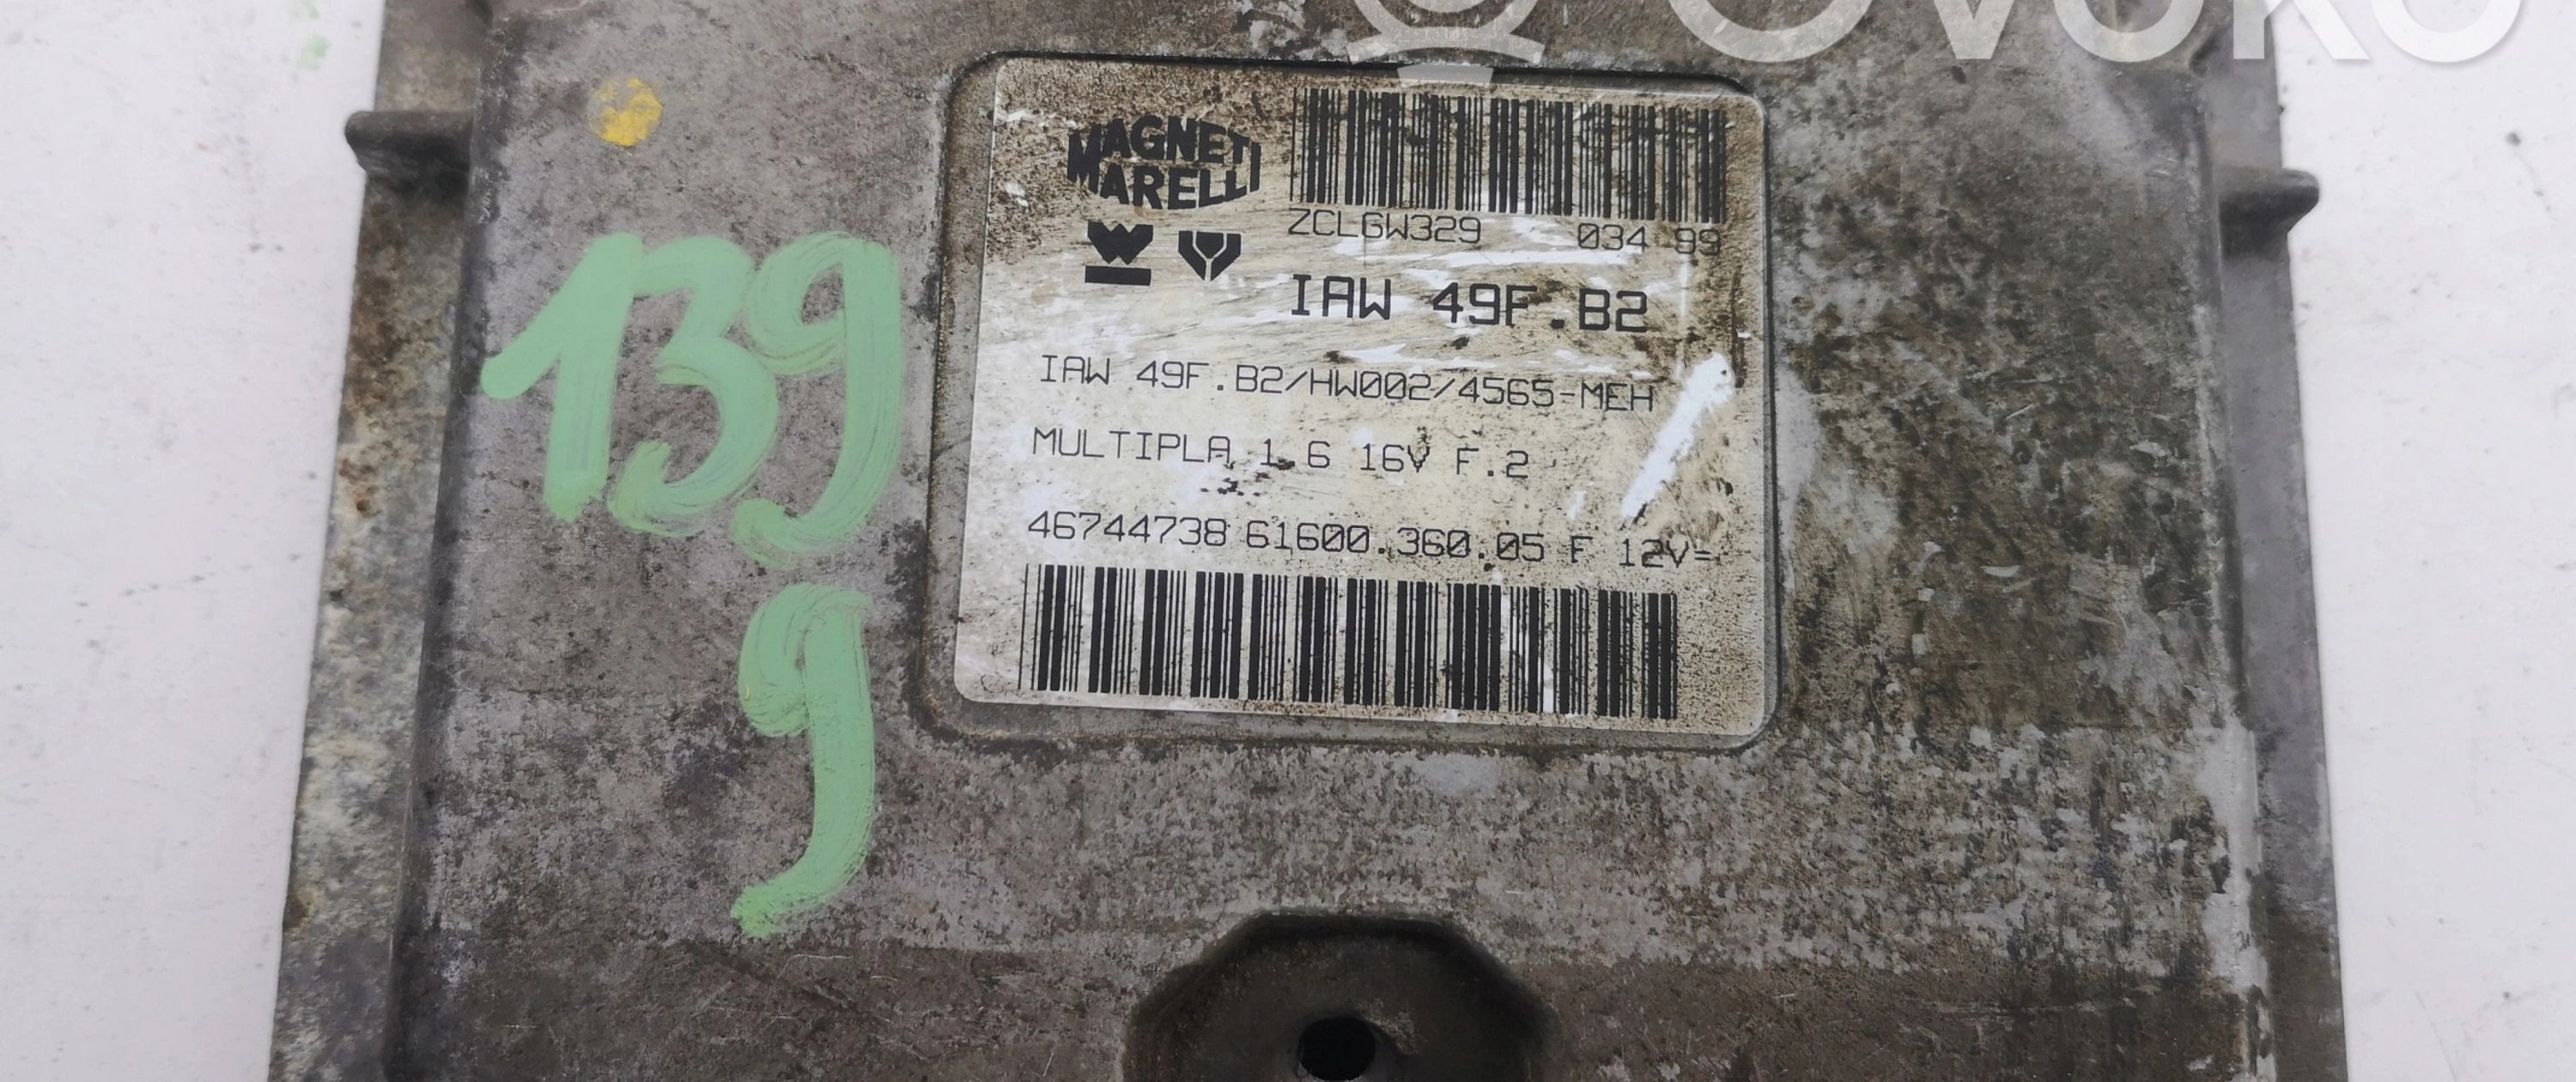 OVOKO
MAGNETI
MARELLI
ZCLGW329 034 99
IAW 49F.B2
IAW 49F.B2/HW002/4565-MEH
MULTIPLA 1.6 16V F.2
46744738 61600.360.05 F 12V=
139
9